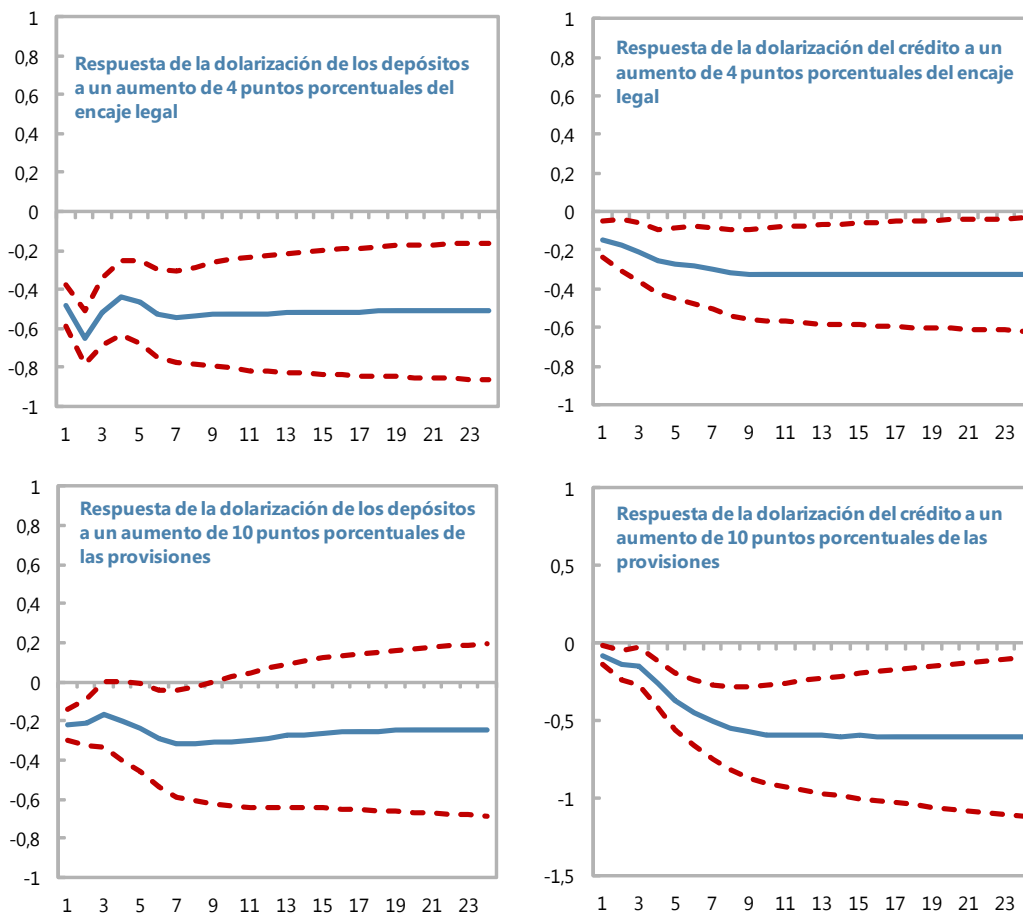 1
0,8
0,6
0,4
0,2
0
-0,2
-0,4
-0,6
-0,8
-1
Respuesta de la dolarización de los depósitos
a un aumento de 4 puntos porcentuales del
encaje legal
1 3 5 7 9 11 13 15 17 19 21 23
1
0,8
0,6
0,4
0,2
0
-0,2
-0,4
-0,6
-0,8
-1
Respuesta de la dolarización del crédito a un
aumento de 4 puntos porcentuales del encaje
legal
1 3 5 7 9 11 13 15 17 19 21 23
1
0,8
0,6
0,4
0,2
0
-0,2
-0,4
-0,6
-0,8
-1
Respuesta de la dolarización de los depósitos
a un aumento de 10 puntos porcentuales de
las provisiones
1 3 5 7 9 11 13 15 17 19 21 23
1
0,5
0
-0,5
-1
-1,5
Respuesta de la dolarización del crédito a un
aumento de 10 puntos porcentuales de las
provisiones
1 3 5 7 9 11 13 15 17 19 21 23